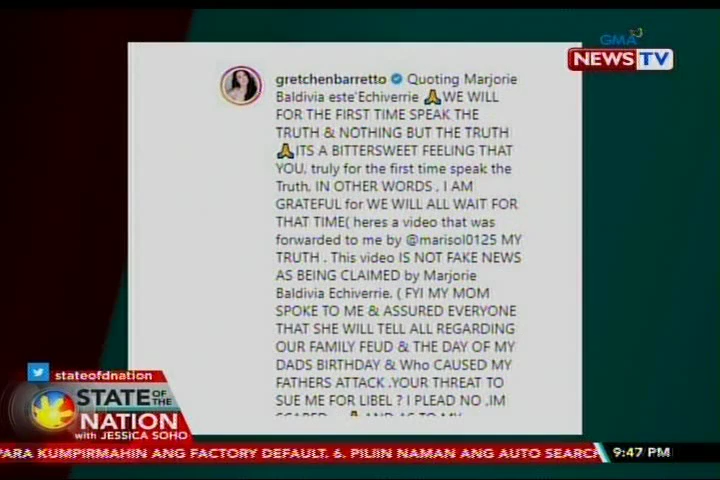 GMA
NEWS TV
gretchenbarretto Quoting Marjorie
Baldivia este'Echiverrie 🙏WE WILL
FOR THE FIRST TIME SPEAK THE
TRUTH & NOTHING BUT THE TRUTH
🙏ITS A BITTERSWEET FEELING THAT
YOU, truly for the first time speak the
Truth, IN OTHER WORDS , I AM
GRATEFUL for WE WILL ALL WAIT FOR
THAT TIME( heres a video that was
forwarded to me by @marisol0125 MY
TRUTH . This video IS NOT FAKE NEWS
AS BEING CLAIMED by Marjorie
Baldivia Echiverrie, ( FYI MY MOM
SPOKE TO ME & ASSURED EVERYONE
THAT SHE WILL TELL ALL REGARDING
OUR FAMILY FEUD & THE DAY OF MY
DADS BIRTHDAY & Who CAUSED MY
FATHERS ATTACK .YOUR THREAT TO
SUE ME FOR LIBEL ? I PLEAD NO .IM
stateofdnation
STATE OF THE
NATION
with JESSICA SOHO
PARA KUMPIRMAHIN ANG FACTORY DEFAULT. 6. PILIIN NAMAN ANG AUTO SEARCH
9:47 PM